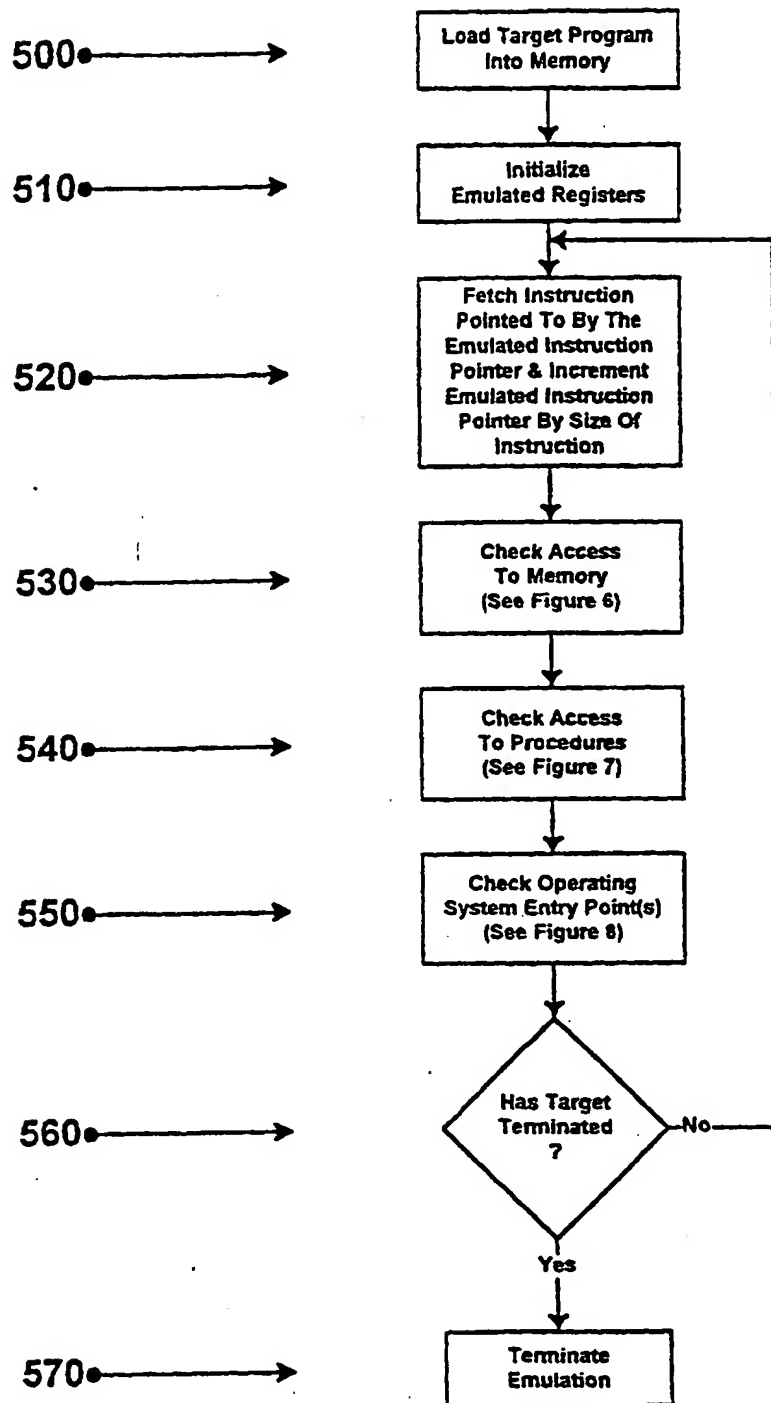 500
Load Target Program
Into Memory
510
Initialize
Emulated Registers
520
Fetch Instruction
Pointed To By The
Emulated Instruction
Pointer & Increment
Emulated Instruction
Pointer By Size Of
Instruction
530
Check Access
To Memory
(See Figure 6)
540
Check Access
To Procedures
(See Figure 7)
550
Check Operating
System Entry Point(s)
(See Figure 8)
560
Has Target
Terminated
?
No
Yes
570
Terminate
Emulation